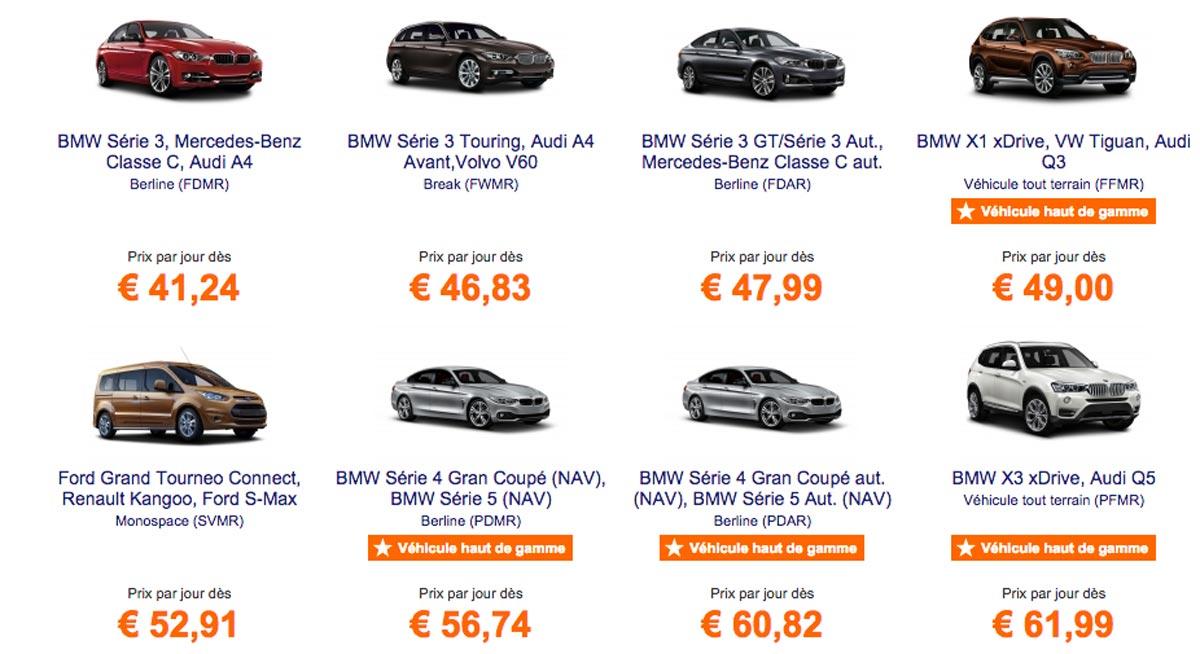 BMW Série 3, Mercedes-Benz
Classe C, Audi A4
Berline (FDMR)
Prix par jour dès
€ 41,24
BMW Série 3 Touring, Audi A4
Avant,Volvo V60
Break (FWMR)
Prix par jour dès
€ 46,83
BMW Série 3 GT/Série 3 Aut.,
Mercedes-Benz Classe C aut.
Berline (FDAR)
Prix par jour dès
€ 47,99
BMW X1 xDrive, VW Tiguan, Audi
Q3
Véhicule tout terrain (FFMR)
Véhicule haut de gamme
Prix par jour dès
€ 49,00
Ford Grand Tourneo Connect,
Renault Kangoo, Ford S-Max
Monospace (SVMR)
Prix par jour dès
€ 52,91
BMW Série 4 Gran Coupé (NAV),
BMW Série 5 (NAV)
Berline (PDMR)
Véhicule haut de gamme
Prix par jour dès
€ 56,74
BMW Série 4 Gran Coupé aut.
(NAV), BMW Série 5 Aut. (NAV)
Berline (PDAR)
Véhicule haut de gamme
Prix par jour dès
€ 60,82
BMW X3 xDrive, Audi Q5
Véhicule tout terrain (PFMR)
Véhicule haut de gamme
Prix par jour dès
€ 61,99